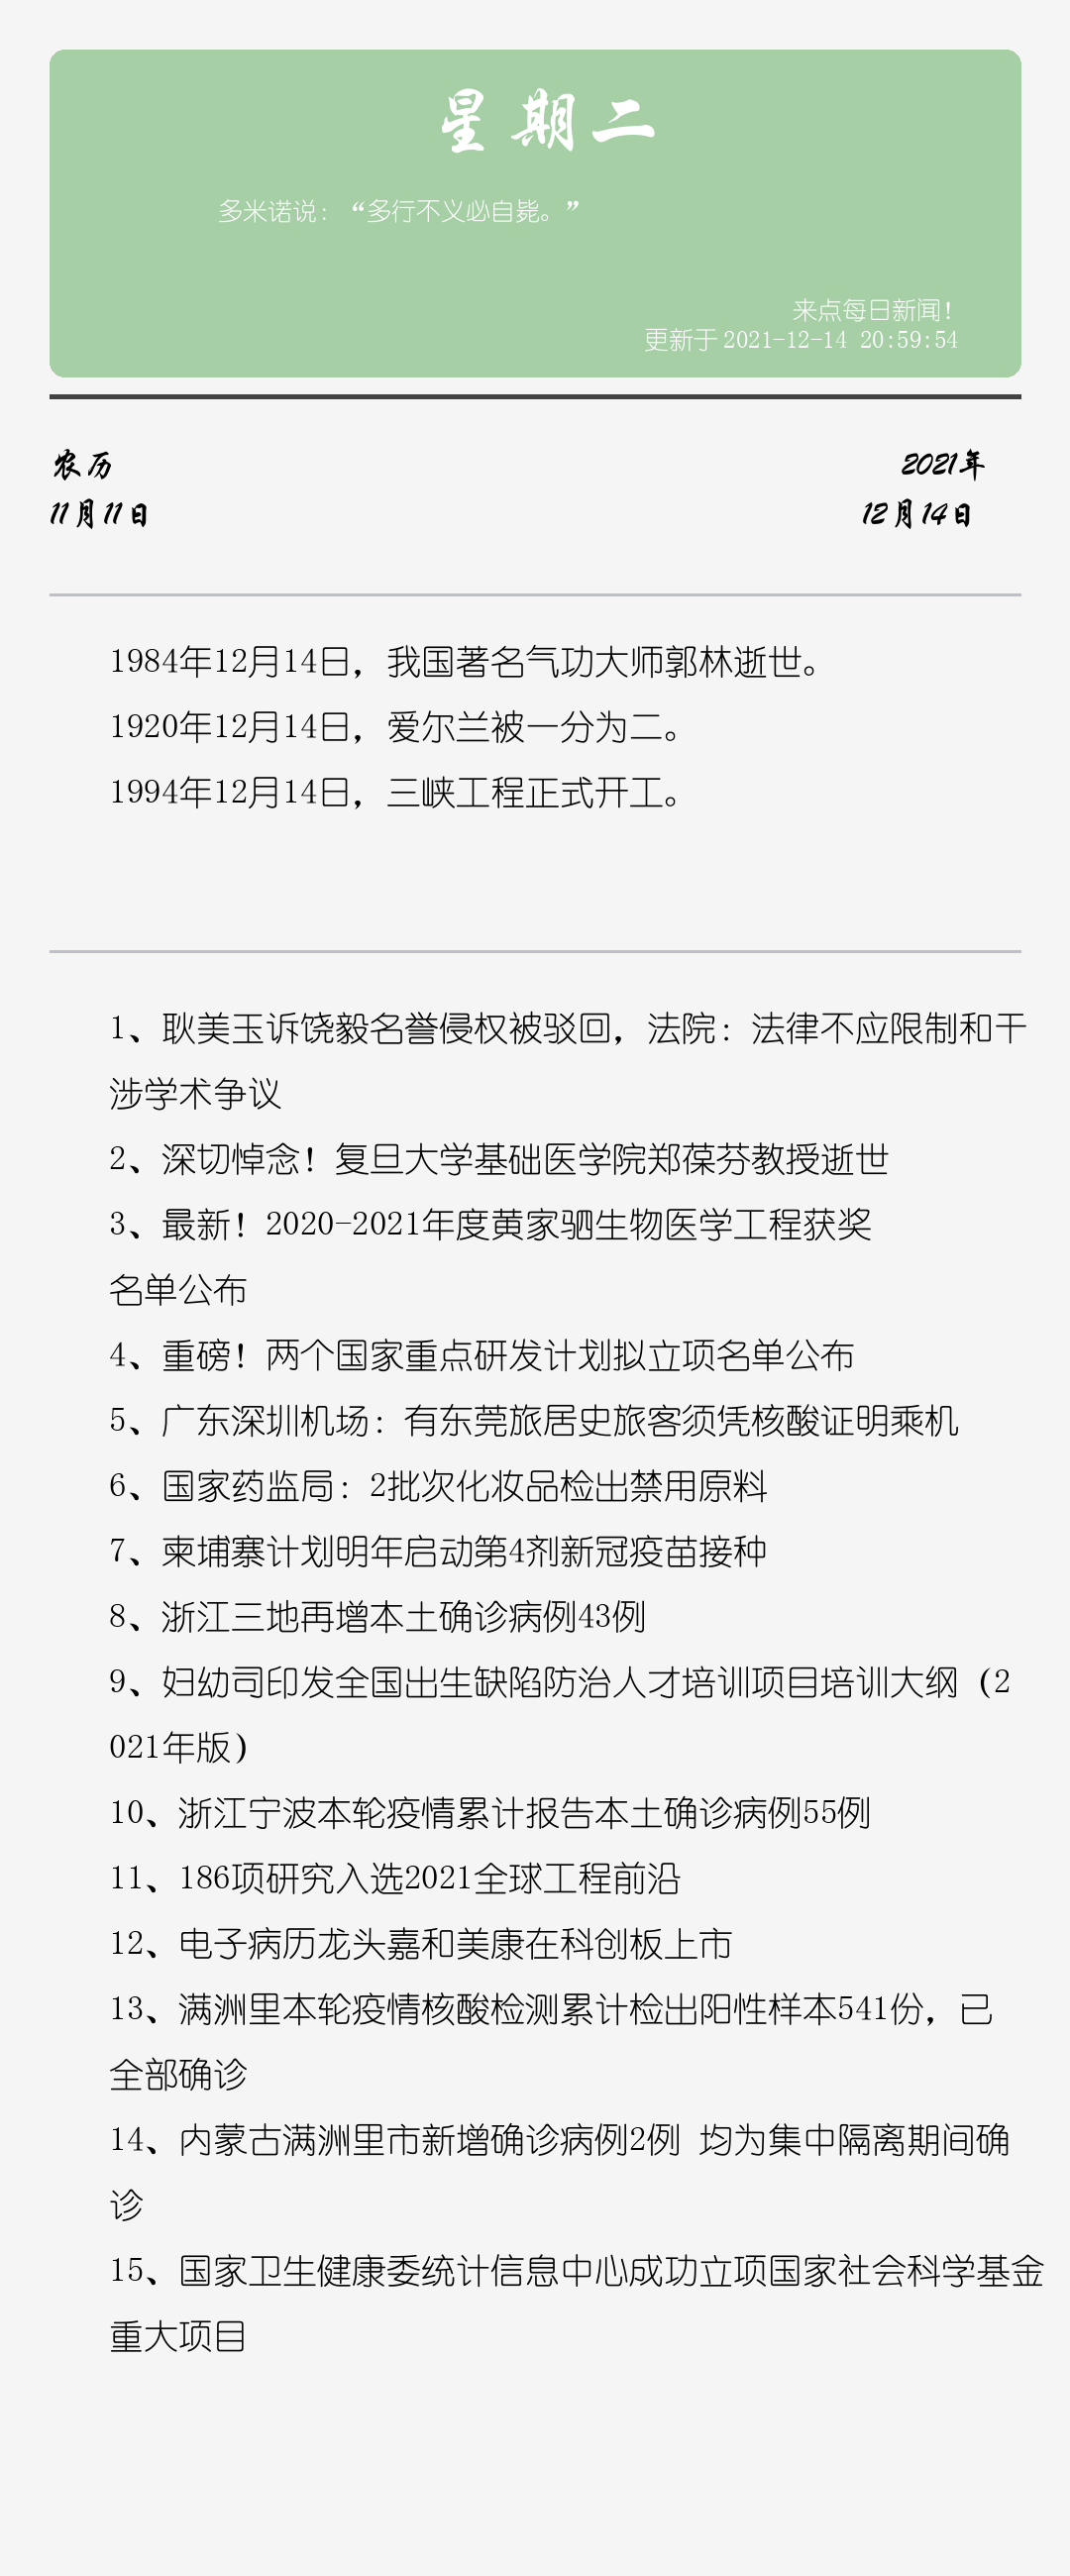 星期二
多米诺说：“多行不义必自毙。”
来点每日新闻！
更新于 2021-12-14 20:59:54
农历
2021年
11月11日
12月14日
1984年12月14日，我国著名气功大师郭林逝世。
1920年12月14日，爱尔兰被一分为二。
1994年12月14日，三峡工程正式开工。
1、耿美玉诉饶毅名誉侵权被驳回，法院：法律不应限制和干
涉学术争议
2、深切悼念！复旦大学基础医学院郑葆芬教授逝世
3、最新！2020-2021年度黄家驷生物医学工程获奖
名单公布
4、重磅！两个国家重点研发计划拟立项名单公布
5、广东深圳机场：有东莞旅居史旅客须凭核酸证明乘机
6、国家药监局：2批次化妆品检出禁用原料
7、柬埔寨计划明年启动第4剂新冠疫苗接种
8、浙江三地再增本土确诊病例43例
9、妇幼司印发全国出生缺陷防治人才培训项目培训大纲（2
021年版）
10、浙江宁波本轮疫情累计报告本土确诊病例55例
11、186项研究入选2021全球工程前沿
12、电子病历龙头嘉和美康在科创板上市
13、满洲里本轮疫情核酸检测累计检出阳性样本541份，已
全部确诊
14、内蒙古满洲里市新增确诊病例2例 均为集中隔离期间确
诊
15、国家卫生健康委统计信息中心成功立项国家社会科学基金
重大项目